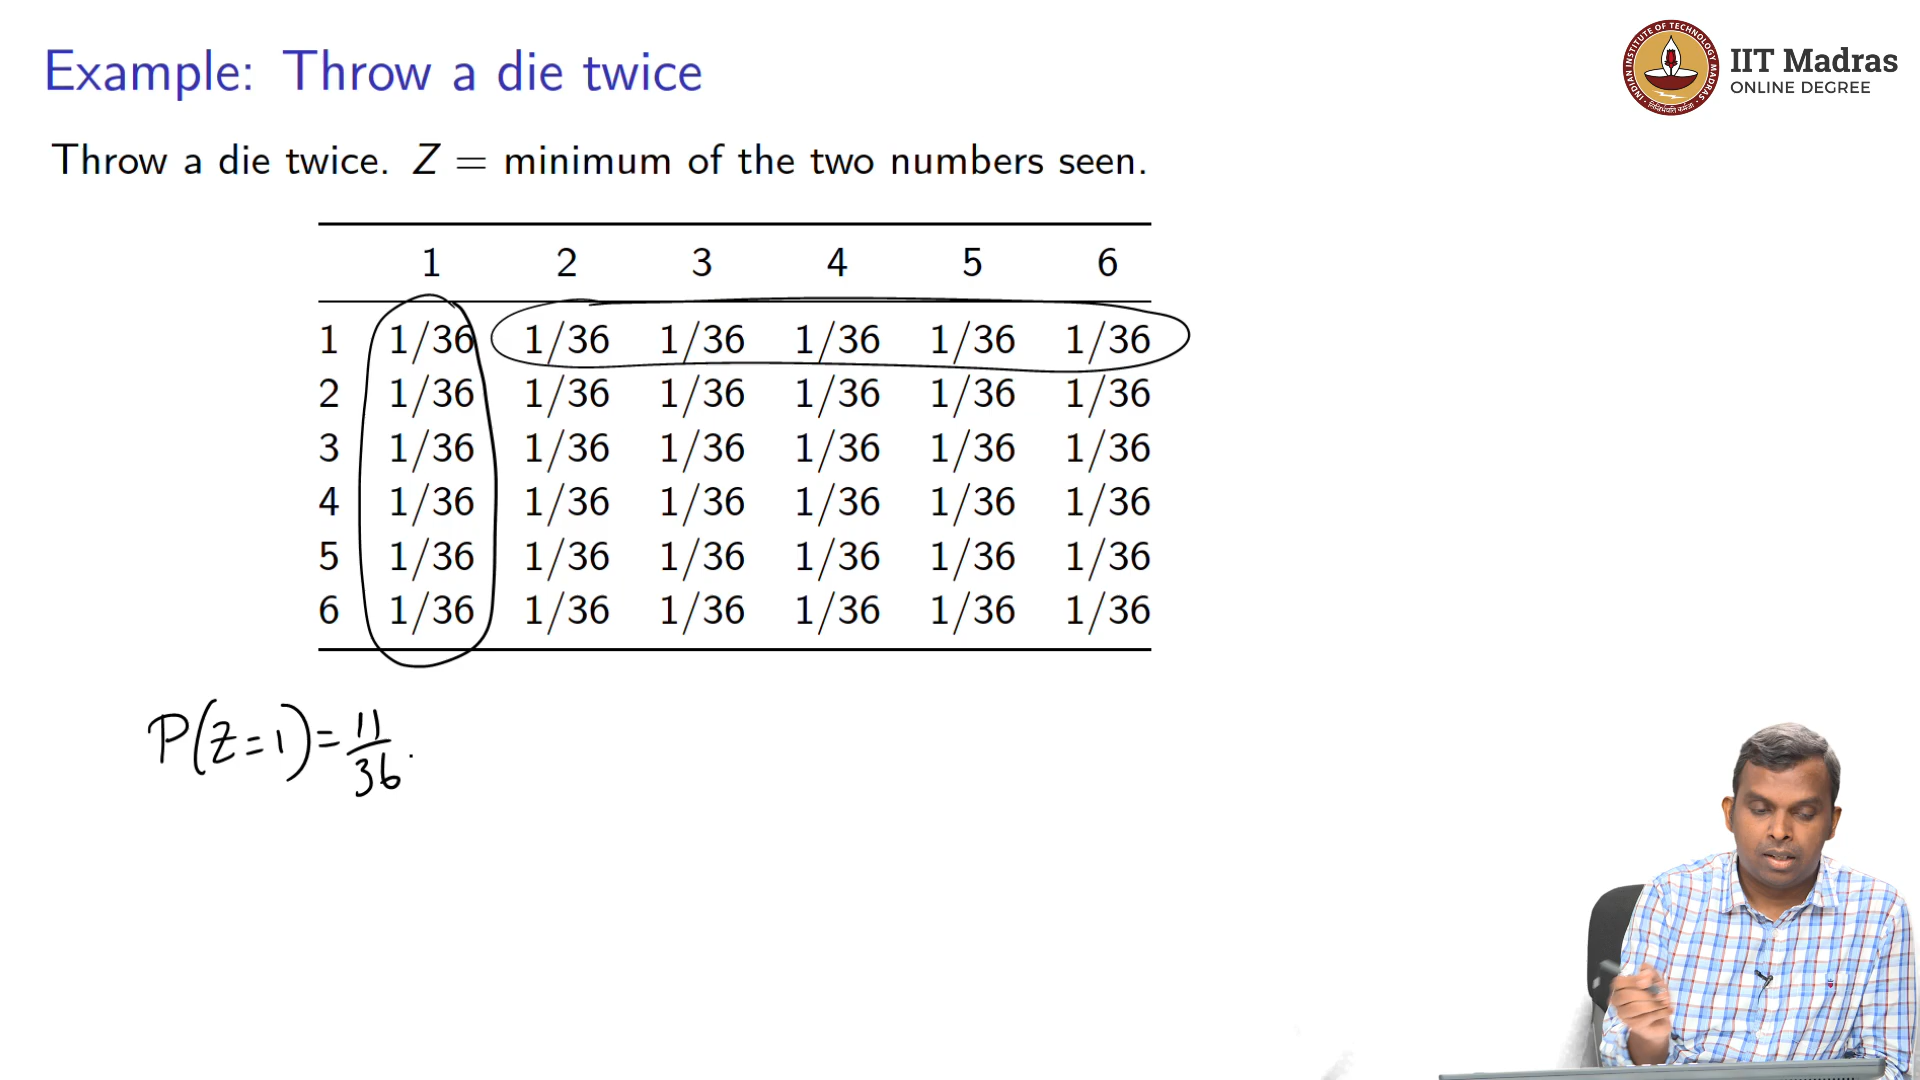 Example: Throw a die twice
IIT Madras
ONLINE DEGREE
INDIAN INSTITUTE OF TECHNOLOGY MADRAS
Throw a die twice. Z = minimum of the two numbers seen.
1 2 3 4 5 6
1 1/36 1/36 1/36 1/36 1/36 1/36
2 1/36 1/36 1/36 1/36 1/36 1/36
3 1/36 1/36 1/36 1/36 1/36 1/36
4 1/36 1/36 1/36 1/36 1/36 1/36
5 1/36 1/36 1/36 1/36 1/36 1/36
6 1/36 1/36 1/36 1/36 1/36 1/36
P(Z=1)=11/36.